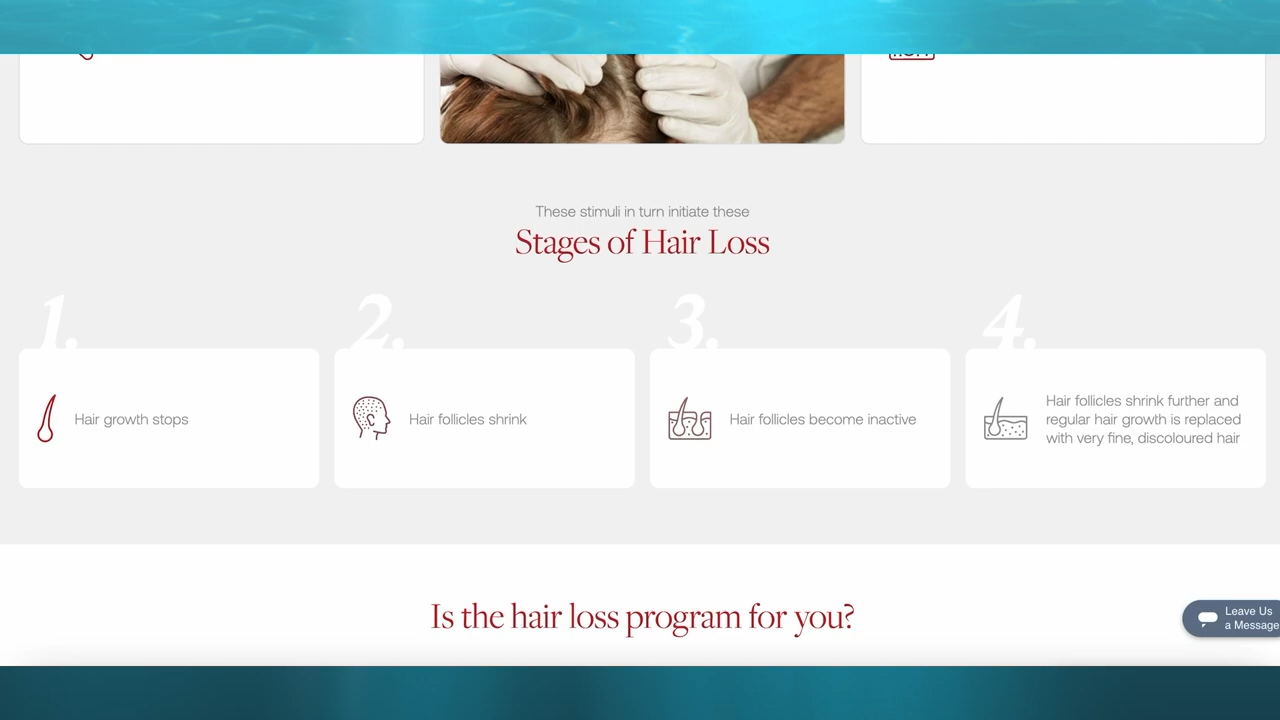 These stimuli in turn initiate these
Stages of Hair Loss
1.
2.
3.
4.
Hair growth stops
Hair follicles shrink
Hair follicles become inactive
Hair follicles shrink further and
regular hair growth is replaced
with very fine, discoloured hair
Is the hair loss program for you?
Leave Us
a Message